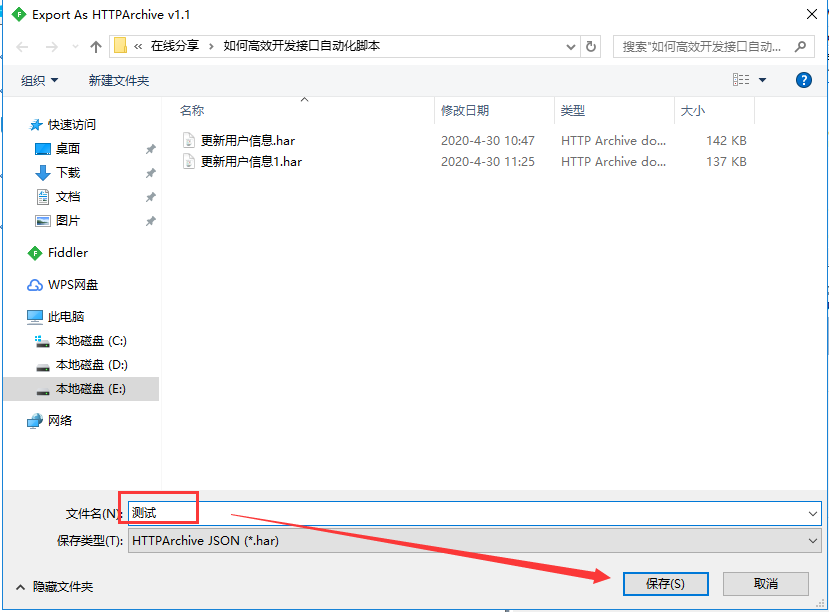 Export As HTTPArchive v1.1
« 在线分享 › 如何高效开发接口自动化脚本
搜索"如何高效开发接口自动化...
组织 新建文件夹
名称 修改日期 类型 大小
更新用户信息.har 2020-4-30 10:47 HTTP Archive do... 142 KB
更新用户信息1.har 2020-4-30 11:25 HTTP Archive do... 137 KB
快速访问
桌面
下载
文档
图片
Fiddler
WPS网盘
此电脑
本地磁盘 (C:)
本地磁盘 (D:)
本地磁盘 (E:)
网络
文件名(N): 测试
保存类型(T): HTTPArchive JSON (*.har)
隐藏文件夹 保存(S) 取消